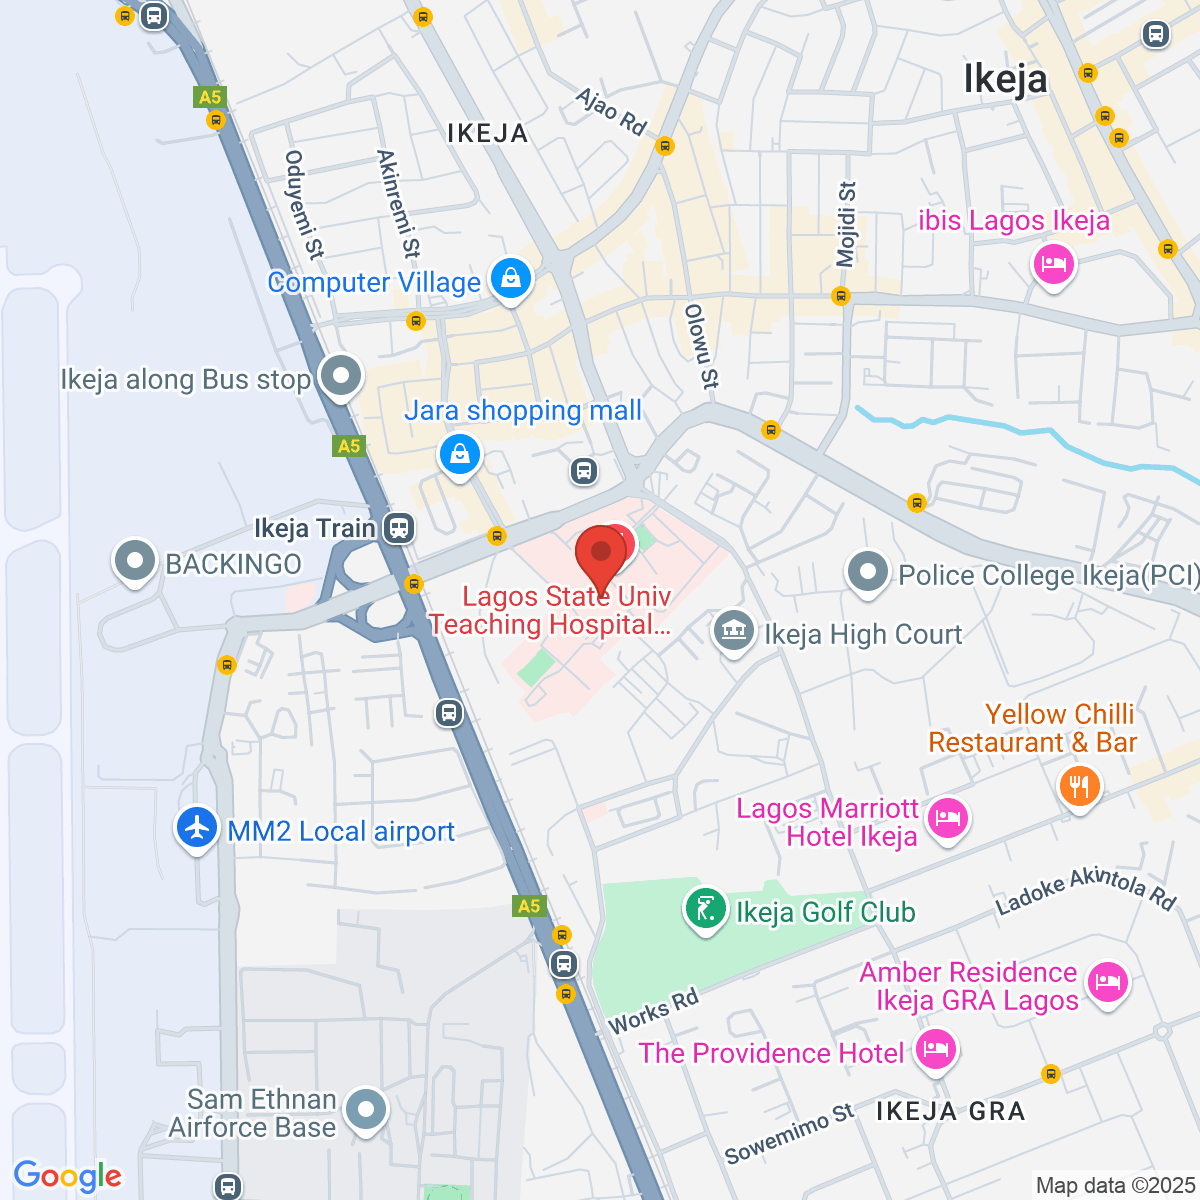 A5
Ikeja
Ajao Rd
IKEJA
Oduyemi St
Akinremi St
Mojidi St
ibis Lagos Ikeja
Computer Village
Olowu St
Ikeja along Bus stop
Jara shopping mall
A5
Ikeja Train
BACKINGO
Police College Ikeja(PCI)
Lagos State Univ
Teaching Hospital...
Ikeja High Court
Yellow Chilli
Restaurant & Bar
Lagos Marriott
Hotel Ikeja
MM2 Local airport
Ladoke Akintola Rd
A5
Ikeja Golf Club
Amber Residence
Ikeja GRA Lagos
Works Rd
The Providence Hotel
Sam Ethnan
Airforce Base
IKEJA GRA
Sowemimo St
Google
Map data ©2025